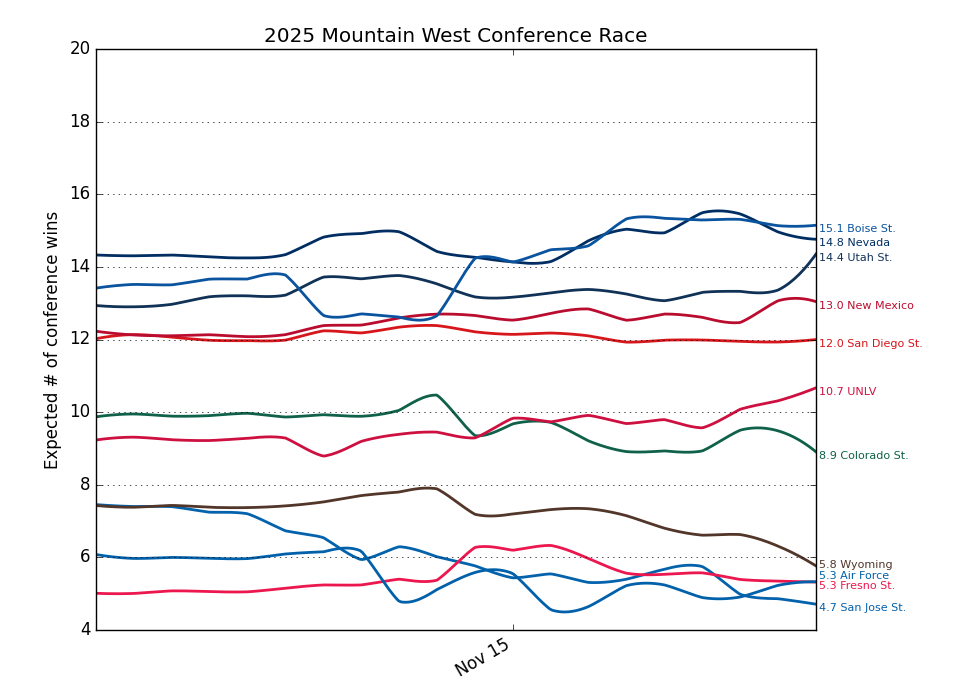 2025 Mountain West Conference Race
Expected # of conference wins
20
18
16
14
12
10
8
6
4
Nov 15
15.1 Boise St.
14.8 Nevada
14.4 Utah St.
13.0 New Mexico
12.0 San Diego St.
10.7 UNLV
8.9 Colorado St.
5.8 Wyoming
5.3 Air Force
5.3 Fresno St.
4.7 San Jose St.